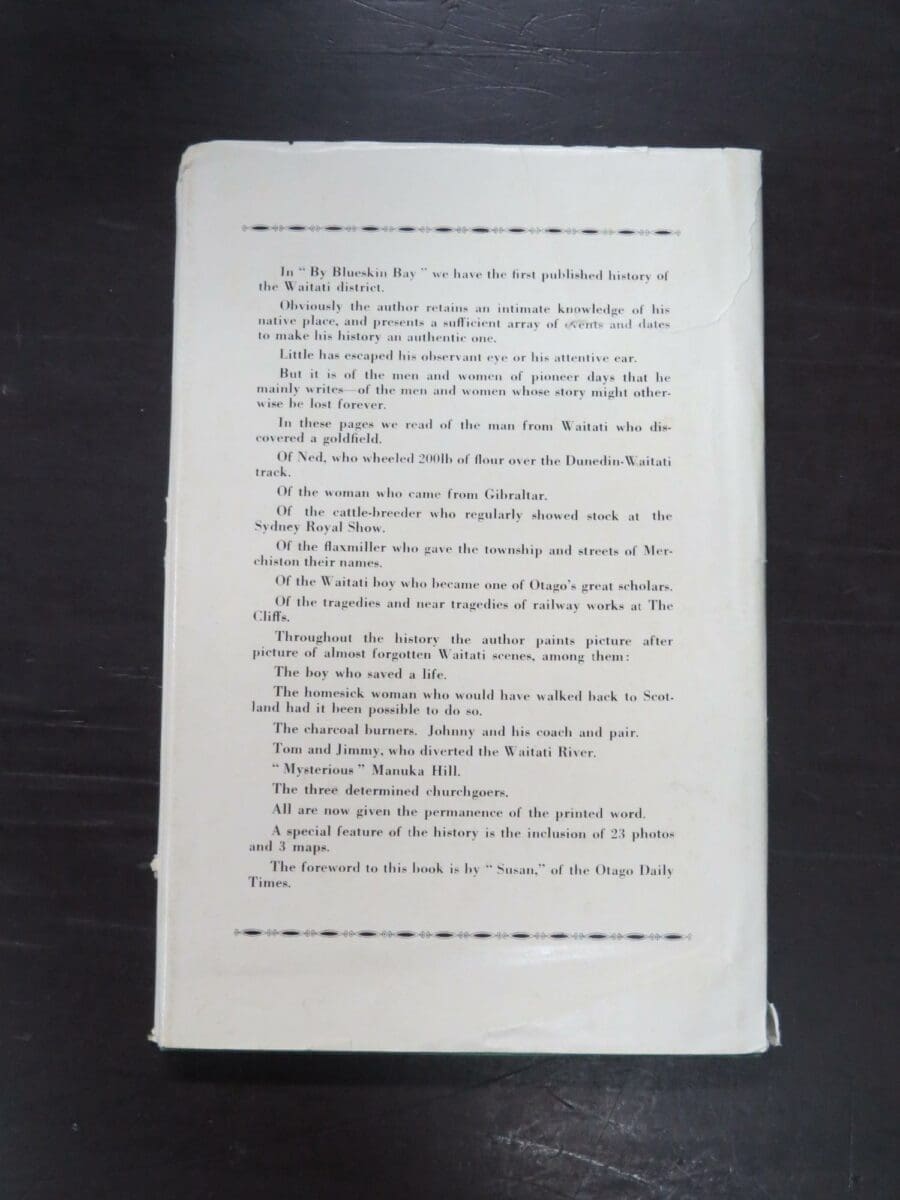 In " By Blueskin Bay " we have the first published history of
the Waitati district.
Obviously the author retains an intimate knowledge of his
native place, and presents a sufficient array of events and dates
to make his history an authentic one.
Little has escaped his observant eye or his attentive ear.
But it is of the men and women of pioneer days that he
mainly writes—of the men and women whose story might other-
wise be lost forever.
In these pages we read of the man from Waitati who dis-
covered a goldfield.
Of Ned, who wheeled 200lb of flour over the Dunedin-Waitati
track.
Of the woman who came from Gibraltar.
Of the cattle-breeder who regularly showed stock at the
Sydney Royal Show.
Of the flaxmiller who gave the township and streets of Mer-
chiston their names.
Of the Waitati boy who became one of Otago's great scholars.
Of the tragedies and near tragedies of railway works at The
Cliffs.
Throughout the history the author paints picture after
picture of almost forgotten Waitati scenes, among them:
The boy who saved a life.
The homesick woman who would have walked back to Scot-
land had it been possible to do so.
The charcoal burners. Johnny and his coach and pair.
Tom and Jimmy, who diverted the Waitati River.
" Mysterious " Manuka Hill.
The three determined churchgoers.
All are now given the permanence of the printed word.
A special feature of the history is the inclusion of 23 photos
and 3 maps.
The foreword to this book is by " Susan," of the Otago Daily
Times.